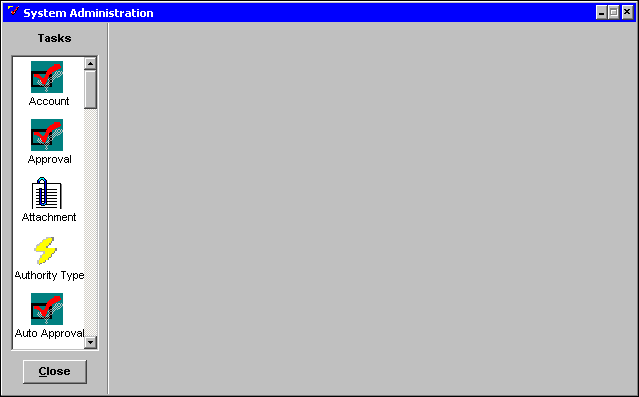 System Administration
Tasks
Account
Approval
Attachment
Authority Type
Auto Approval
Close